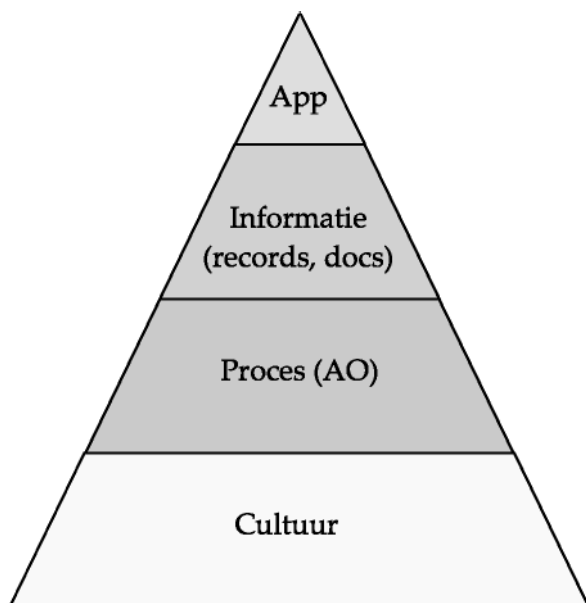 App
Informatie
(records, docs)
Proces (AO)
Cultuur